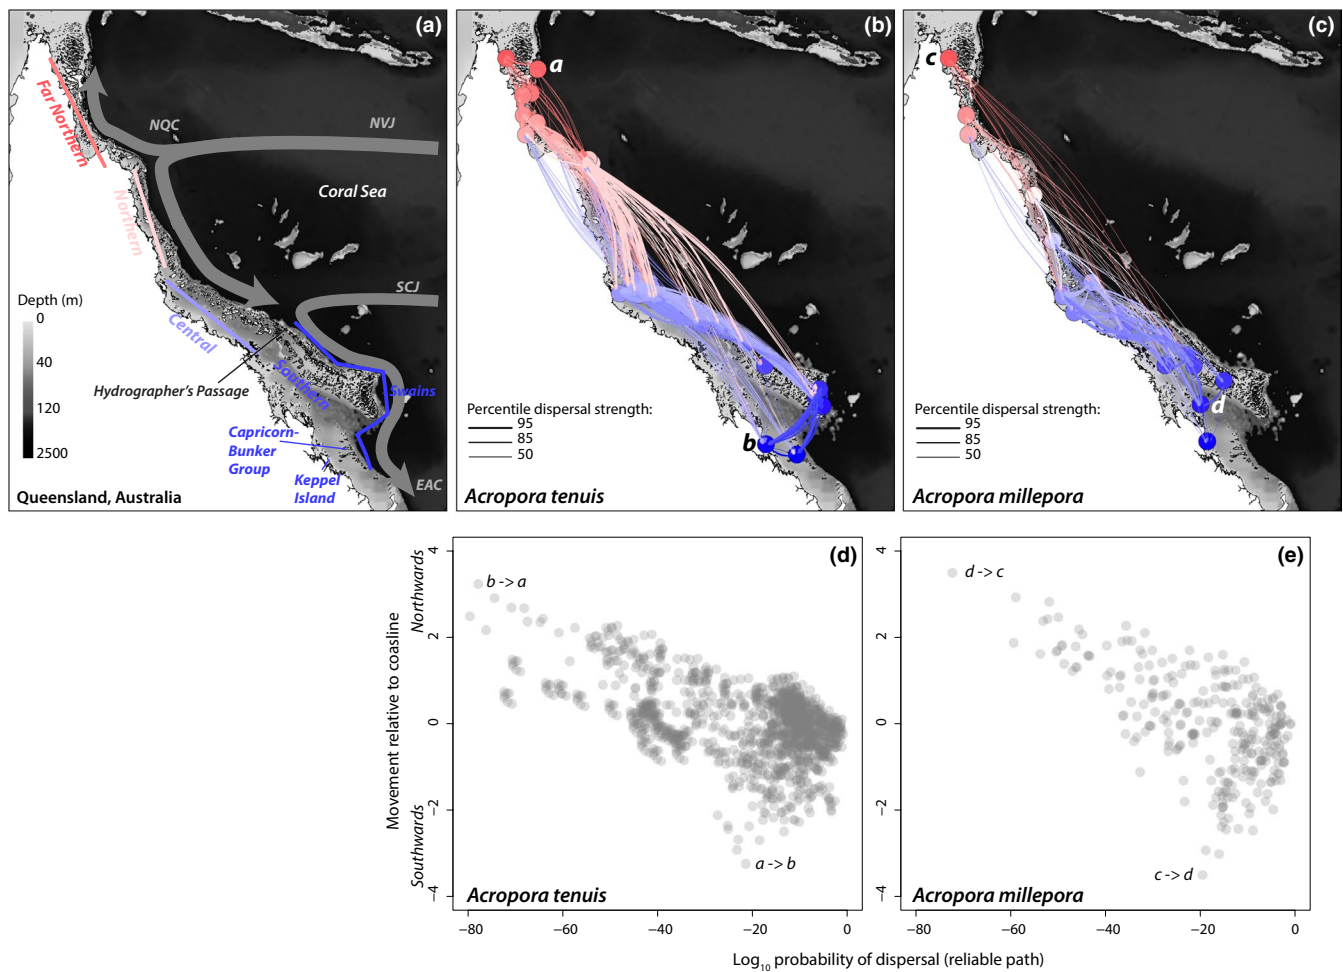 (a)
Far Northern
NQC
NVJ
Coral Sea
Northern
SCJ
Depth (m)
0
40
120
2500
Central
Hydrographer's Passage
Southern
Swains
Capricorn-
Bunker
Group
Keppel
Island
EAC
Queensland, Australia
(b)
a
Percentile dispersal strength:
95
85
50
b
Acropora tenuis
(c)
c
Percentile dispersal strength:
95
85
50
d
Acropora millepora
Movement relative to coasline
Northwards
Southwards
4
2
0
−2
−4
(d)
b -> a
a -> b
Acropora tenuis
−80
−60
−40
−20
0
4
2
0
−2
−4
(e)
d -> c
c -> d
Acropora millepora
−80
−60
−40
−20
0
Log10 probability of dispersal (reliable path)